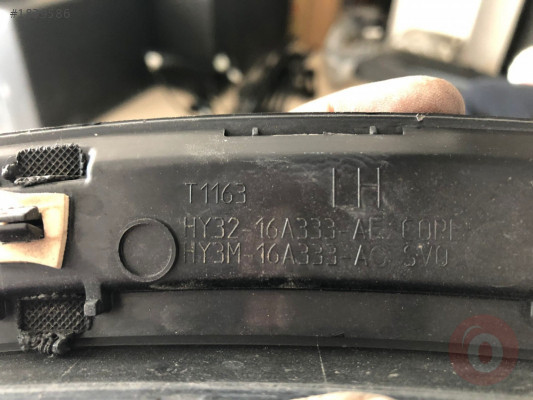 T1163 LH
HY32-16A333-AE CORE
HY3M-16A333-AC SVO